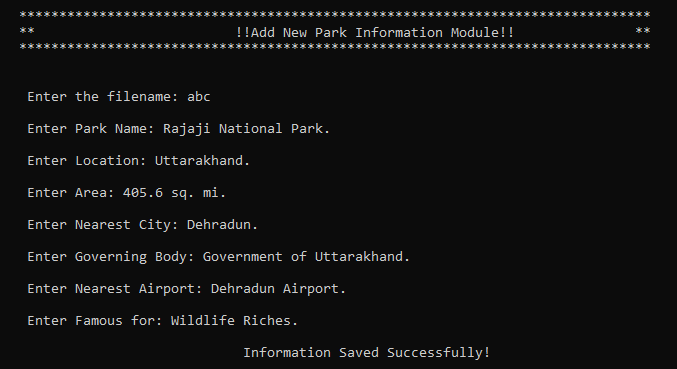 *******************************************************************************
** !!Add New Park Information Module!! **
*******************************************************************************
Enter the filename: abc
Enter Park Name: Rajaji National Park.
Enter Location: Uttarakhand.
Enter Area: 405.6 sq. mi.
Enter Nearest City: Dehradun.
Enter Governing Body: Government of Uttarakhand.
Enter Nearest Airport: Dehradun Airport.
Enter Famous for: Wildlife Riches.
Information Saved Successfully!